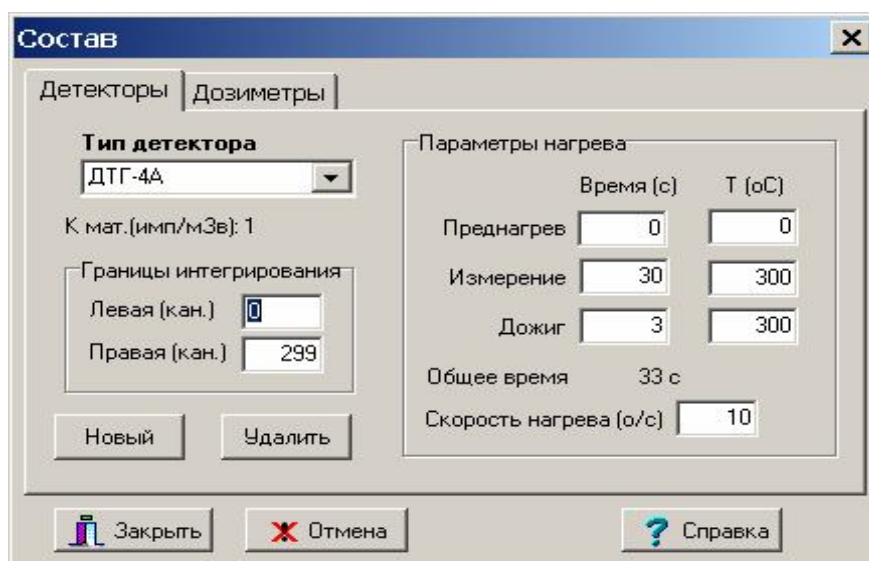 Состав
Детекторы Дозиметры
Тип детектора
ДТГ-4А
К мат.(имп/мЗв): 1
Границы интегрирования
Левая (кан.) 0
Правая (кан.) 299
Новый Удалить
Параметры нагрева
Время (с) Т (оС)
Преднагрев 0 0
Измерение 30 300
Дожиг 3 300
Общее время 33 с
Скорость нагрева (о/с) 10
Закрыть Отмена Справка